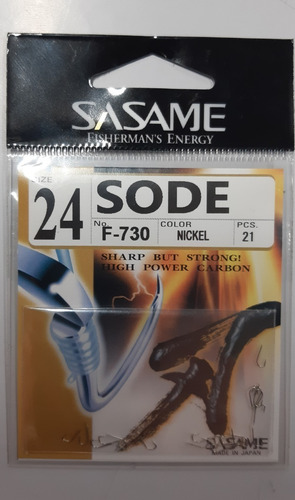 SASAME
FISHERMAN'S ENERGY
SIZE
24
SODE
No. F-730
COLOR NICKEL
PCS. 21
SHARP BUT STRONG!
HIGH POWER CARBON
SASAME
MADE IN JAPAN